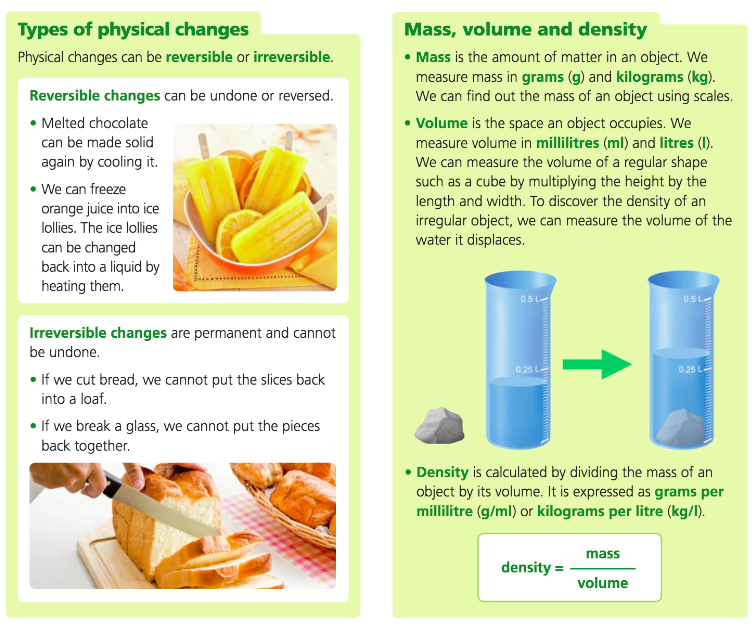 Types of physical changes
Physical changes can be reversible or irreversible.
Reversible changes can be undone or reversed.
• Melted chocolate
can be made solid
again by cooling it.
• We can freeze
orange juice into ice
lollies. The ice lollies
can be changed
back into a liquid by
heating them.
Irreversible changes are permanent and cannot
be undone.
• If we cut bread, we cannot put the slices back
into a loaf.
• If we break a glass, we cannot put the pieces
back together.
Mass, volume and density
• Mass is the amount of matter in an object. We
measure mass in grams (g) and kilograms (kg).
We can find out the mass of an object using scales.
• Volume is the space an object occupies. We
measure volume in millilitres (ml) and litres (l).
We can measure the volume of a regular shape
such as a cube by multiplying the height by the
length and width. To discover the density of an
irregular object, we can measure the volume of the
water it displaces.
0.5 L
0.25 L
0.5 L
0.25 L
• Density is calculated by dividing the mass of an
object by its volume. It is expressed as grams per
millilitre (g/ml) or kilograms per litre (kg/l).
density = mass
volume